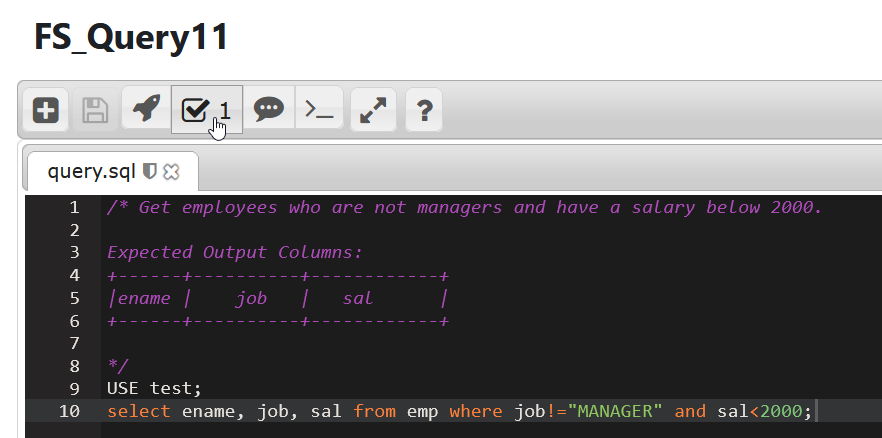 FS_Query11
1
>_
?
query.sql
1 /* Get employees who are not managers and have a salary below 2000.
2
3 Expected Output Columns:
4 +------+----------+------------+
5 |ename |    job   |   sal      |
6 +------+----------+------------+
7
8 */
9 USE test;
10 select ename, job, sal from emp where job!="MANAGER" and sal<2000;